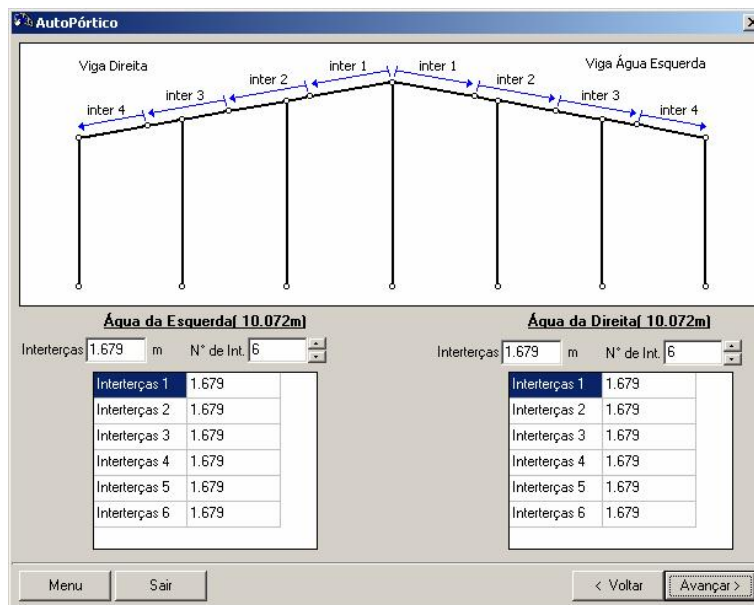 AutoPórtico
Viga Direita
Viga Água Esquerda
inter 4 inter 3 inter 2 inter 1 inter 1 inter 2 inter 3 inter 4
Água da Esquerda( 10.072m)
Interterças 1.679 m N° de Int. 6
Interterças 1 1.679
Interterças 2 1.679
Interterças 3 1.679
Interterças 4 1.679
Interterças 5 1.679
Interterças 6 1.679
Água da Direita( 10.072m)
Interterças 1.679 m N° de Int. 6
Interterças 1 1.679
Interterças 2 1.679
Interterças 3 1.679
Interterças 4 1.679
Interterças 5 1.679
Interterças 6 1.679
Menu Sair < Voltar Avançar >